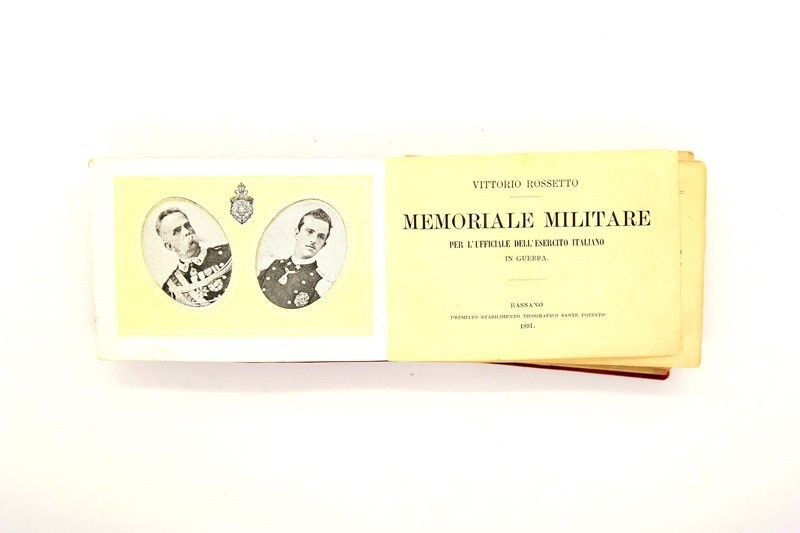 VITTORIO ROSSETTO
MEMORIALE MILITARE
PER L'UFFICIALE DELL'ESERCITO ITALIANO
IN GUERRA.
BASSANO
PREMIATO STABILIMENTO TIPOGRAFICO SANTE POZZATO
1891.